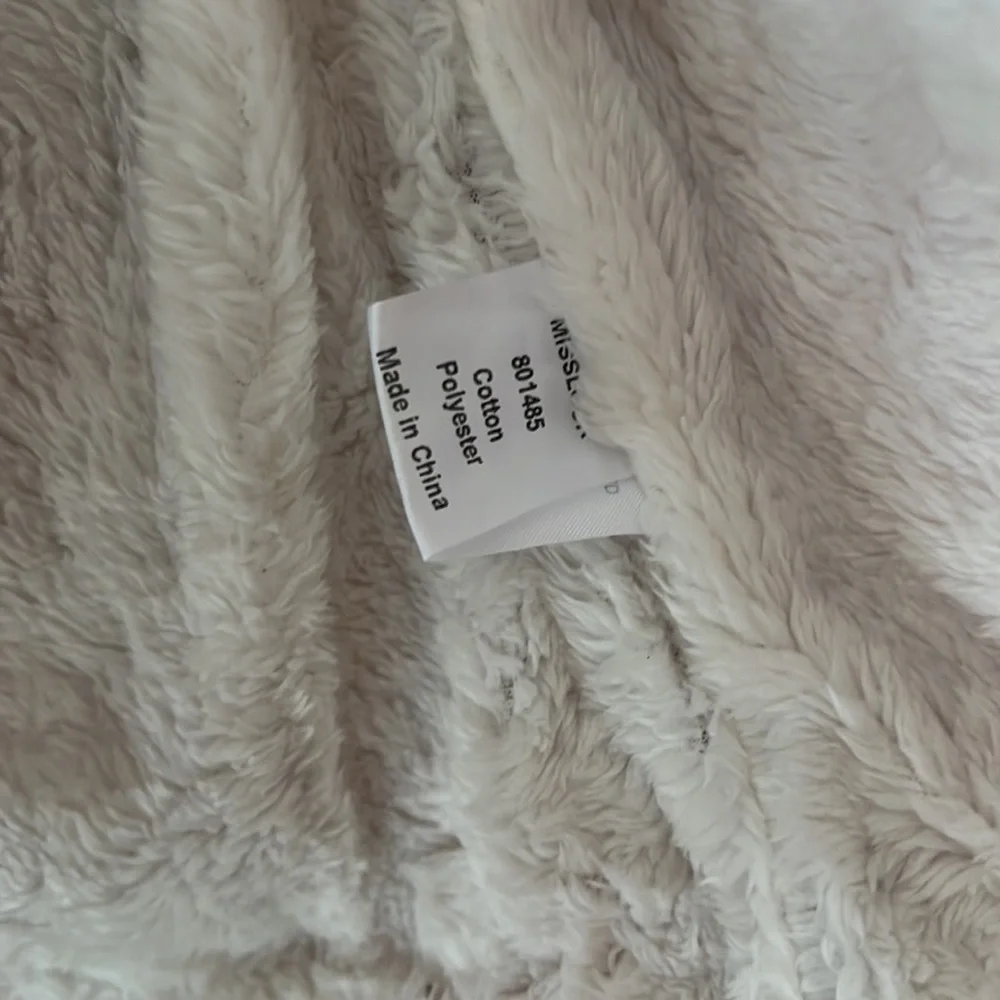 801485
Cotton
Polyester
Made in China